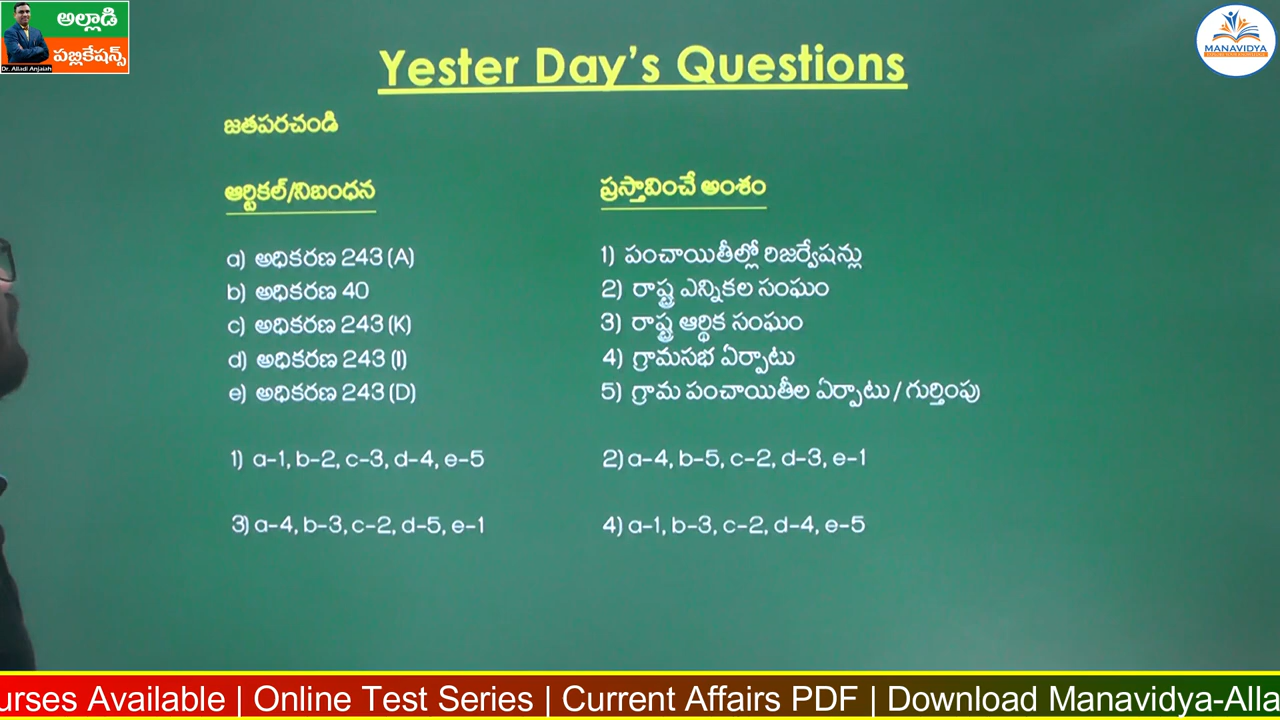 అల్లాడి
పబ్లికేషన్స్
Dr. Alladi Anjaiah
MANAVIDYA
Yester Day's Questions
జతపరచండి
ఆర్టికల్/నిబంధన ప్రస్తావించే అంశం
a) అధికరణ 243 (A) 1) పంచాయితీల్లో రిజర్వేషన్లు
b) అధికరణ 40 2) రాష్ట్ర ఎన్నికల సంఘం
c) అధికరణ 243 (K) 3) రాష్ట్ర ఆర్థిక సంఘం
d) అధికరణ 243 (I) 4) గ్రామసభ ఏర్పాటు
e) అధికరణ 243 (D) 5) గ్రామ పంచాయితీల ఏర్పాటు / గుర్తింపు
1) a-1, b-2, c-3, d-4, e-5 2) a-4, b-5, c-2, d-3, e-1
3) a-4, b-3, c-2, d-5, e-1 4) a-1, b-3, c-2, d-4, e-5
urses Available | Online Test Series | Current Affairs PDF | Download Manavidya-Alla